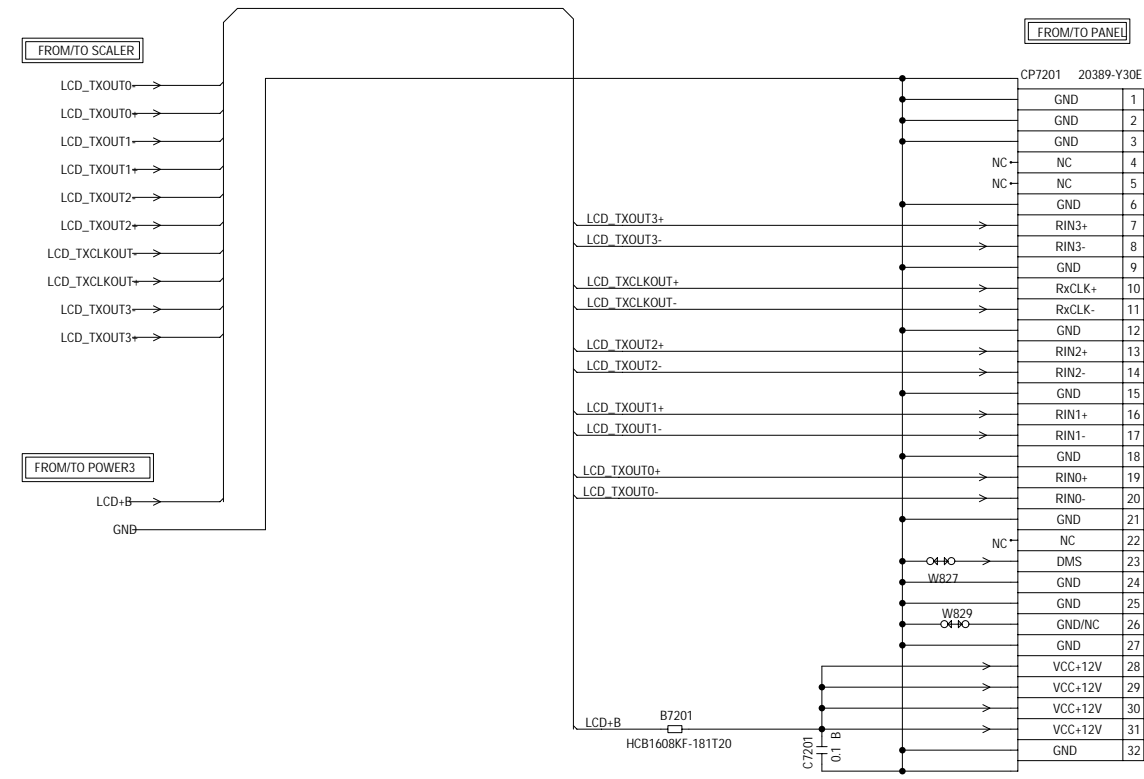 FROM/TO SCALER
LCD_TXOUT0-
LCD_TXOUT0+
LCD_TXOUT1-
LCD_TXOUT1+
LCD_TXOUT2-
LCD_TXOUT2+
LCD_TXCLKOUT-
LCD_TXCLKOUT+
LCD_TXOUT3-
LCD_TXOUT3+
FROM/TO POWER3
LCD+B
GND
LCD_TXOUT3+
LCD_TXOUT3-
LCD_TXCLKOUT+
LCD_TXCLKOUT-
LCD_TXOUT2+
LCD_TXOUT2-
LCD_TXOUT1+
LCD_TXOUT1-
LCD_TXOUT0+
LCD_TXOUT0-
LCD+B
B7201
HCB1608KF-181T20
C7201
0.1 B
NC
NC
NC
W827
W829
FROM/TO PANEL
CP7201 20389-Y30E
GND 1
GND 2
GND 3
NC 4
NC 5
GND 6
RIN3+ 7
RIN3- 8
GND 9
RxCLK+ 10
RxCLK- 11
GND 12
RIN2+ 13
RIN2- 14
GND 15
RIN1+ 16
RIN1- 17
GND 18
RIN0+ 19
RIN0- 20
GND 21
NC 22
DMS 23
GND 24
GND 25
GND/NC 26
GND 27
VCC+12V 28
VCC+12V 29
VCC+12V 30
VCC+12V 31
GND 32